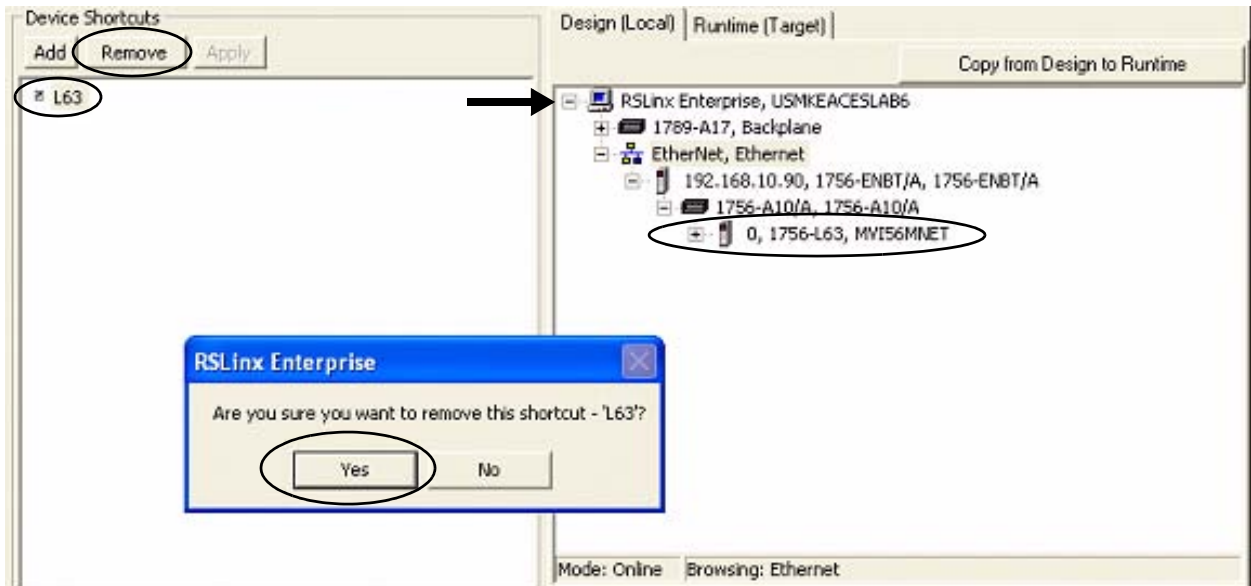 Device Shortcuts
Add Remove Apply
L63
Design (Local) Runtime (Target)
Copy from Design to Runtime
RSLinx Enterprise, USMKEACESLAB6
1789-A17, Backplane
EtherNet, Ethernet
192.168.10.90, 1756-ENBT/A, 1756-ENBT/A
1756-A10/A, 1756-A10/A
0, 1756-L63, MVI56MNET
RSLinx Enterprise
Are you sure you want to remove this shortcut - 'L63'?
Yes No
Mode: Online Browsing: Ethernet